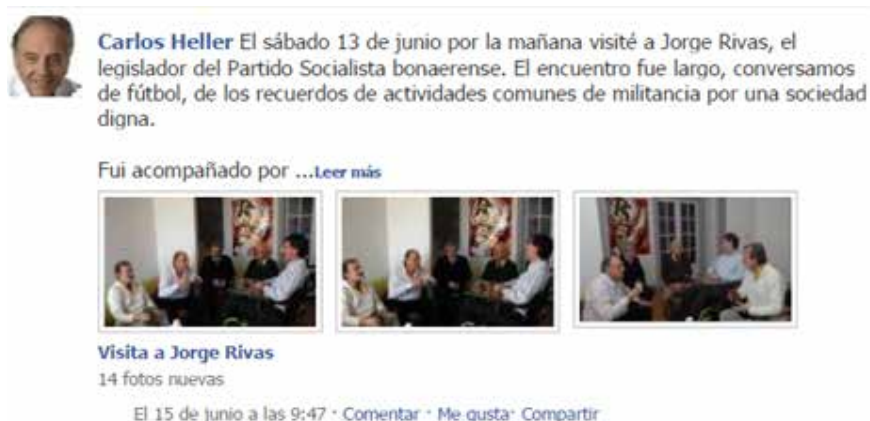 Carlos Heller El sábado 13 de junio por la mañana visité a Jorge Rivas, el
legislador del Partido Socialista bonaerense. El encuentro fue largo, conversamos
de fútbol, de los recuerdos de actividades comunes de militancia por una sociedad
digna.
Fui acompañado por ...Leer más
Visita a Jorge Rivas
14 fotos nuevas
El 15 de junio a las 9:47 · Comentar · Me gusta· Compartir